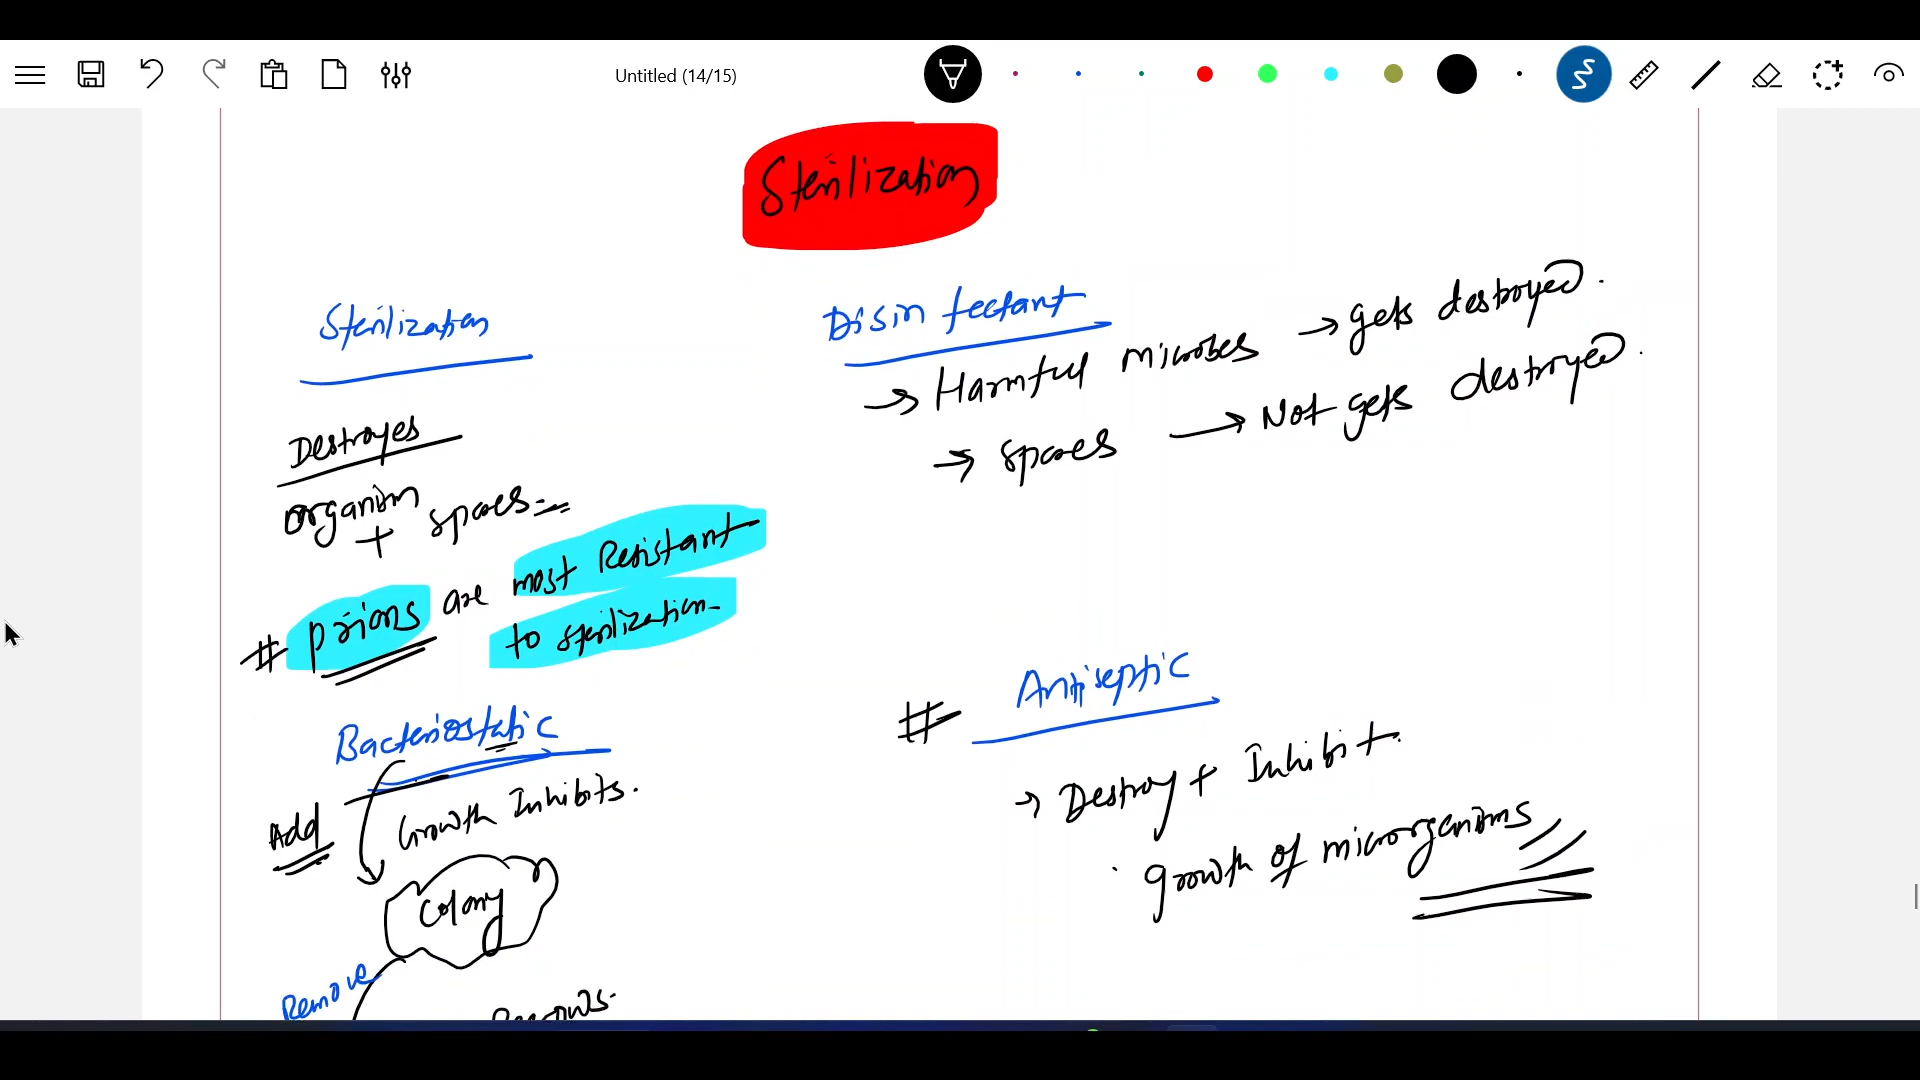 Untitled (14/15)
Sterilization
Sterilization
Destroyes
organism
+ spores
# Prions are most Resistant
to sterilization
Disinfectant
→ Harmful microbes → gets destroyed.
→ spores → Not gets destroyed.
Bacteriostatic
Add
Growth Inhibits.
Colony
Remove
# Antiseptic
→ Destroy + Inhibit
growth of microrganisms